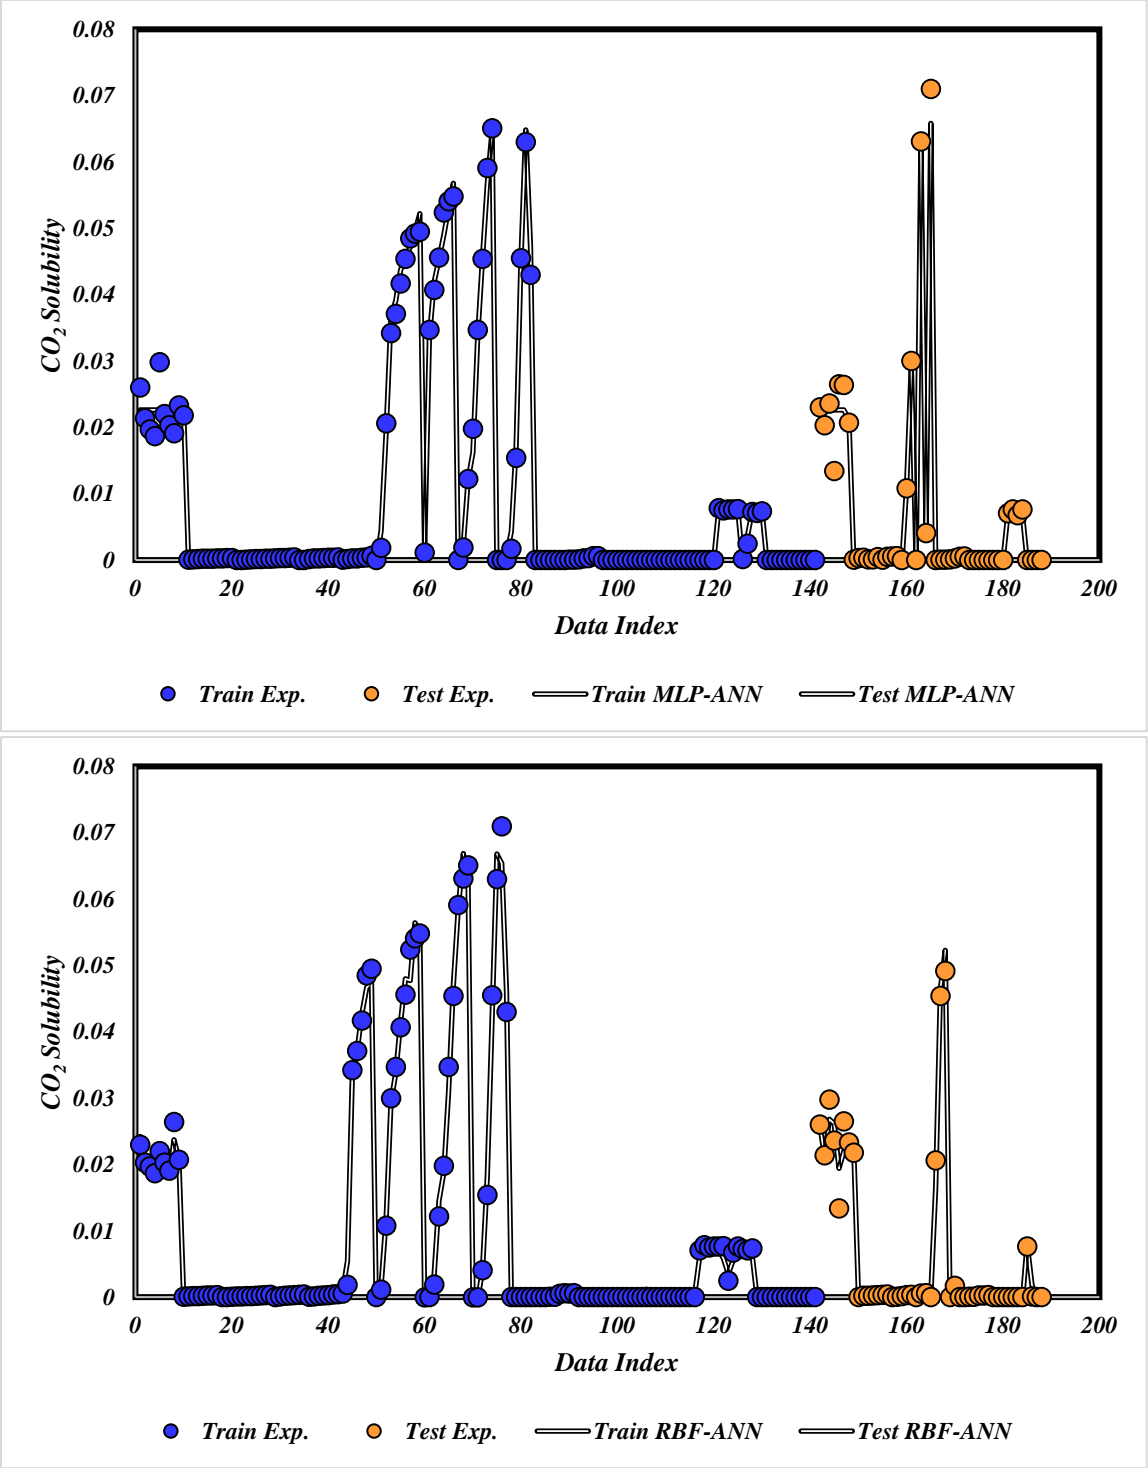 0.08
0.07
0.06
0.05
0.04
0.03
0.02
0.01
0
CO2 Solubility
0 20 40 60 80 100 120 140 160 180 200
Data Index
Train Exp. Test Exp. Train MLP-ANN Test MLP-ANN
0.08
0.07
0.06
0.05
0.04
0.03
0.02
0.01
0
CO2 Solubility
0 20 40 60 80 100 120 140 160 180 200
Data Index
Train Exp. Test Exp. Train RBF-ANN Test RBF-ANN